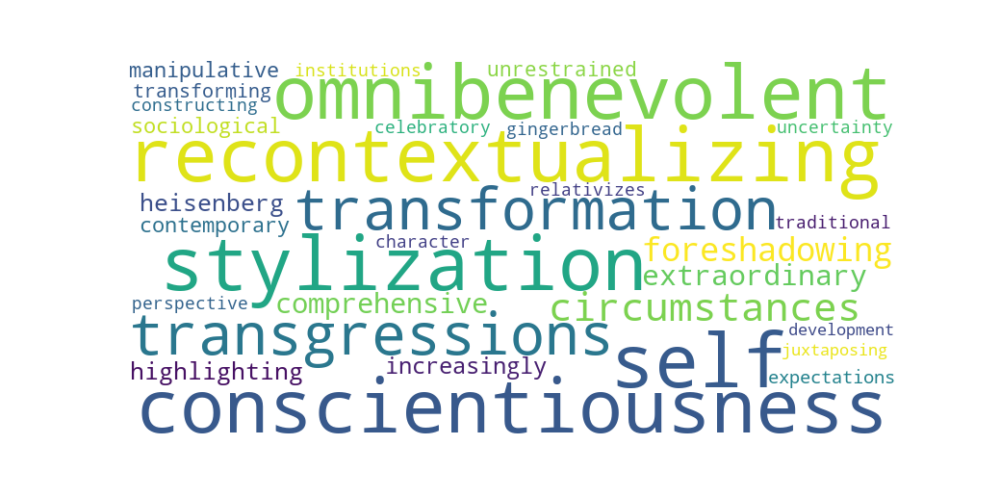 manipulative institutions unrestrained
transforming omnibenevolent
constructing
sociological celebratory gingerbread uncertainty
recontextualizing
heisenberg transformation relativizes
contemporary traditional
character foreshadowing
stylization extraordinary
perspective comprehensive circumstances
transgressions development
self juxtaposing
highlighting increasingly expectations
conscientiousness